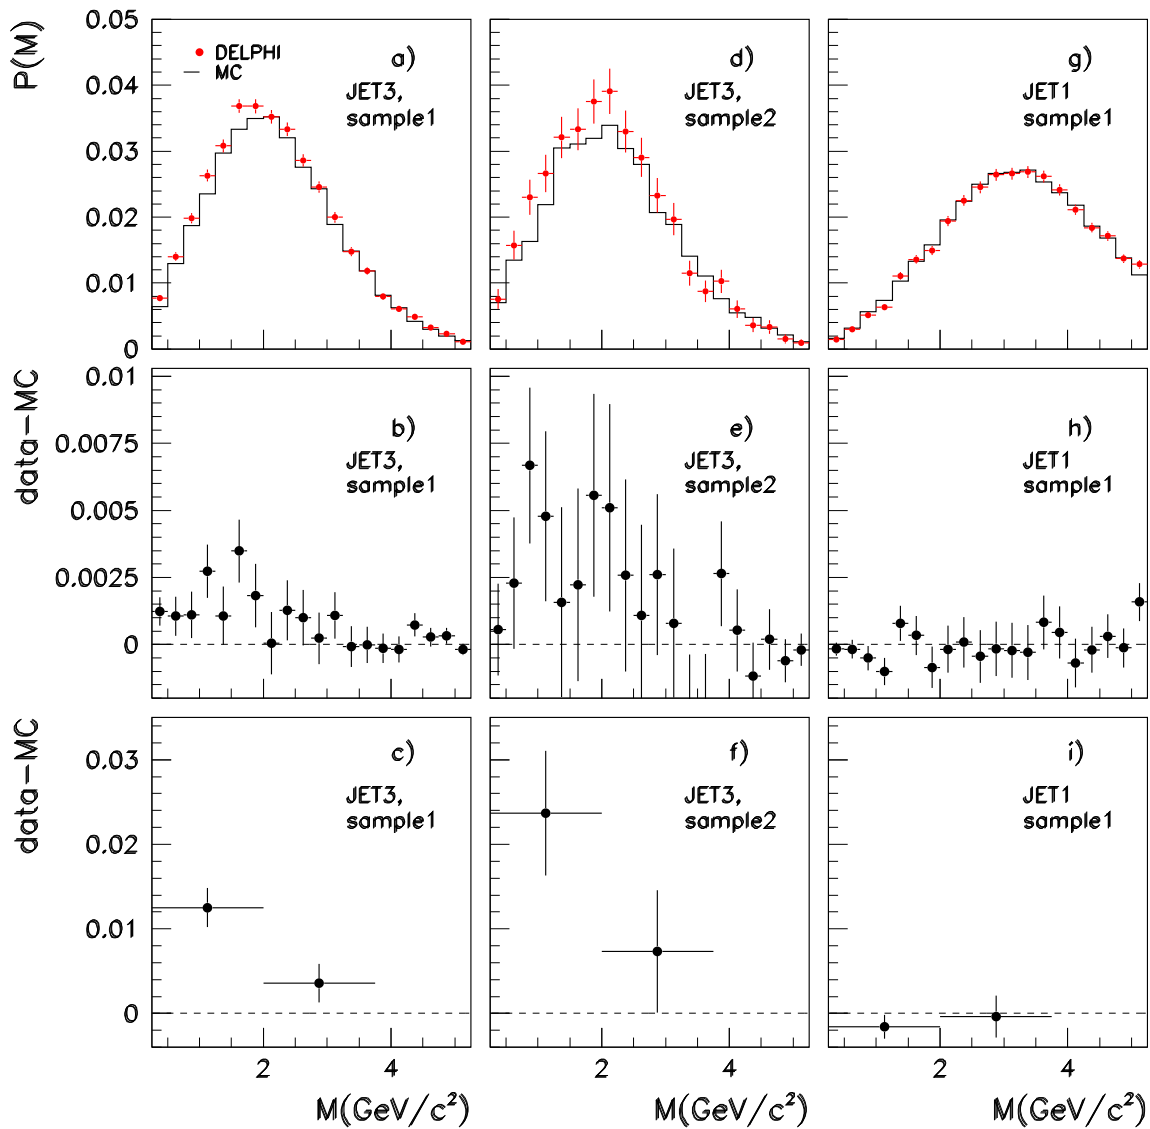 P(M)
0.05
0.04
0.03
0.02
0.01
0
DELPHI
MC
a)
JET3,
sample1
d)
JET3,
sample2
g)
JET1
sample1
data-MC
0.01
0.0075
0.005
0.0025
0
b)
JET3,
sample1
e)
JET3,
sample2
h)
JET1
sample1
data-MC
0.03
0.02
0.01
0
c)
JET3,
sample1
f)
JET3,
sample2
i)
JET1
sample1
2 4
2 4
2 4
M(GeV/c²)
M(GeV/c²)
M(GeV/c²)